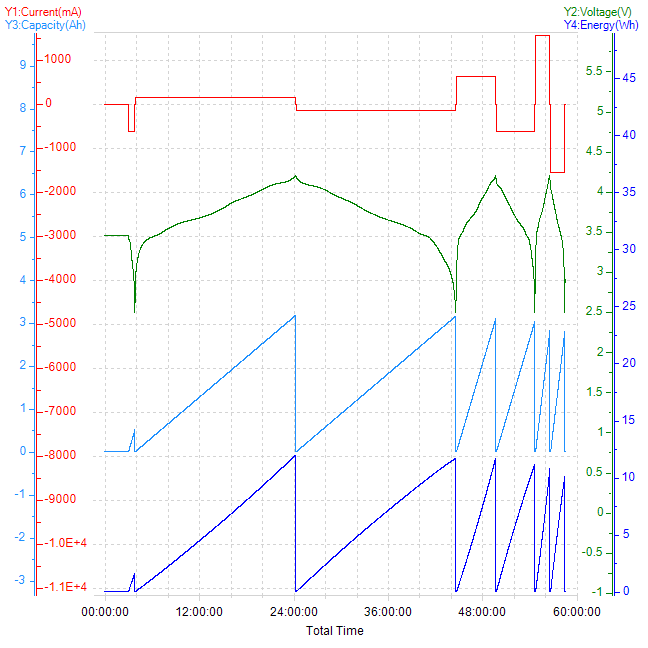 Y1:Current(mA) Y2:Voltage(V)
Y3:Capacity(Ah) Y4:Energy(Wh)
9 1000 5.5 45
8 0 5 40
7 -1000 4.5
6 -2000 4 35
5 -3000 3.5 30
4 -4000 3
3 -5000 2.5 25
2 -6000 2 20
1 -7000 1.5 15
0 -8000 1
-1 -9000 0.5 10
-2 -1.0E+4 0 5
-3 -1.1E+4 -0.5
-1 0
00:00:00 12:00:00 24:00:00 36:00:00 48:00:00 60:00:00
Total Time